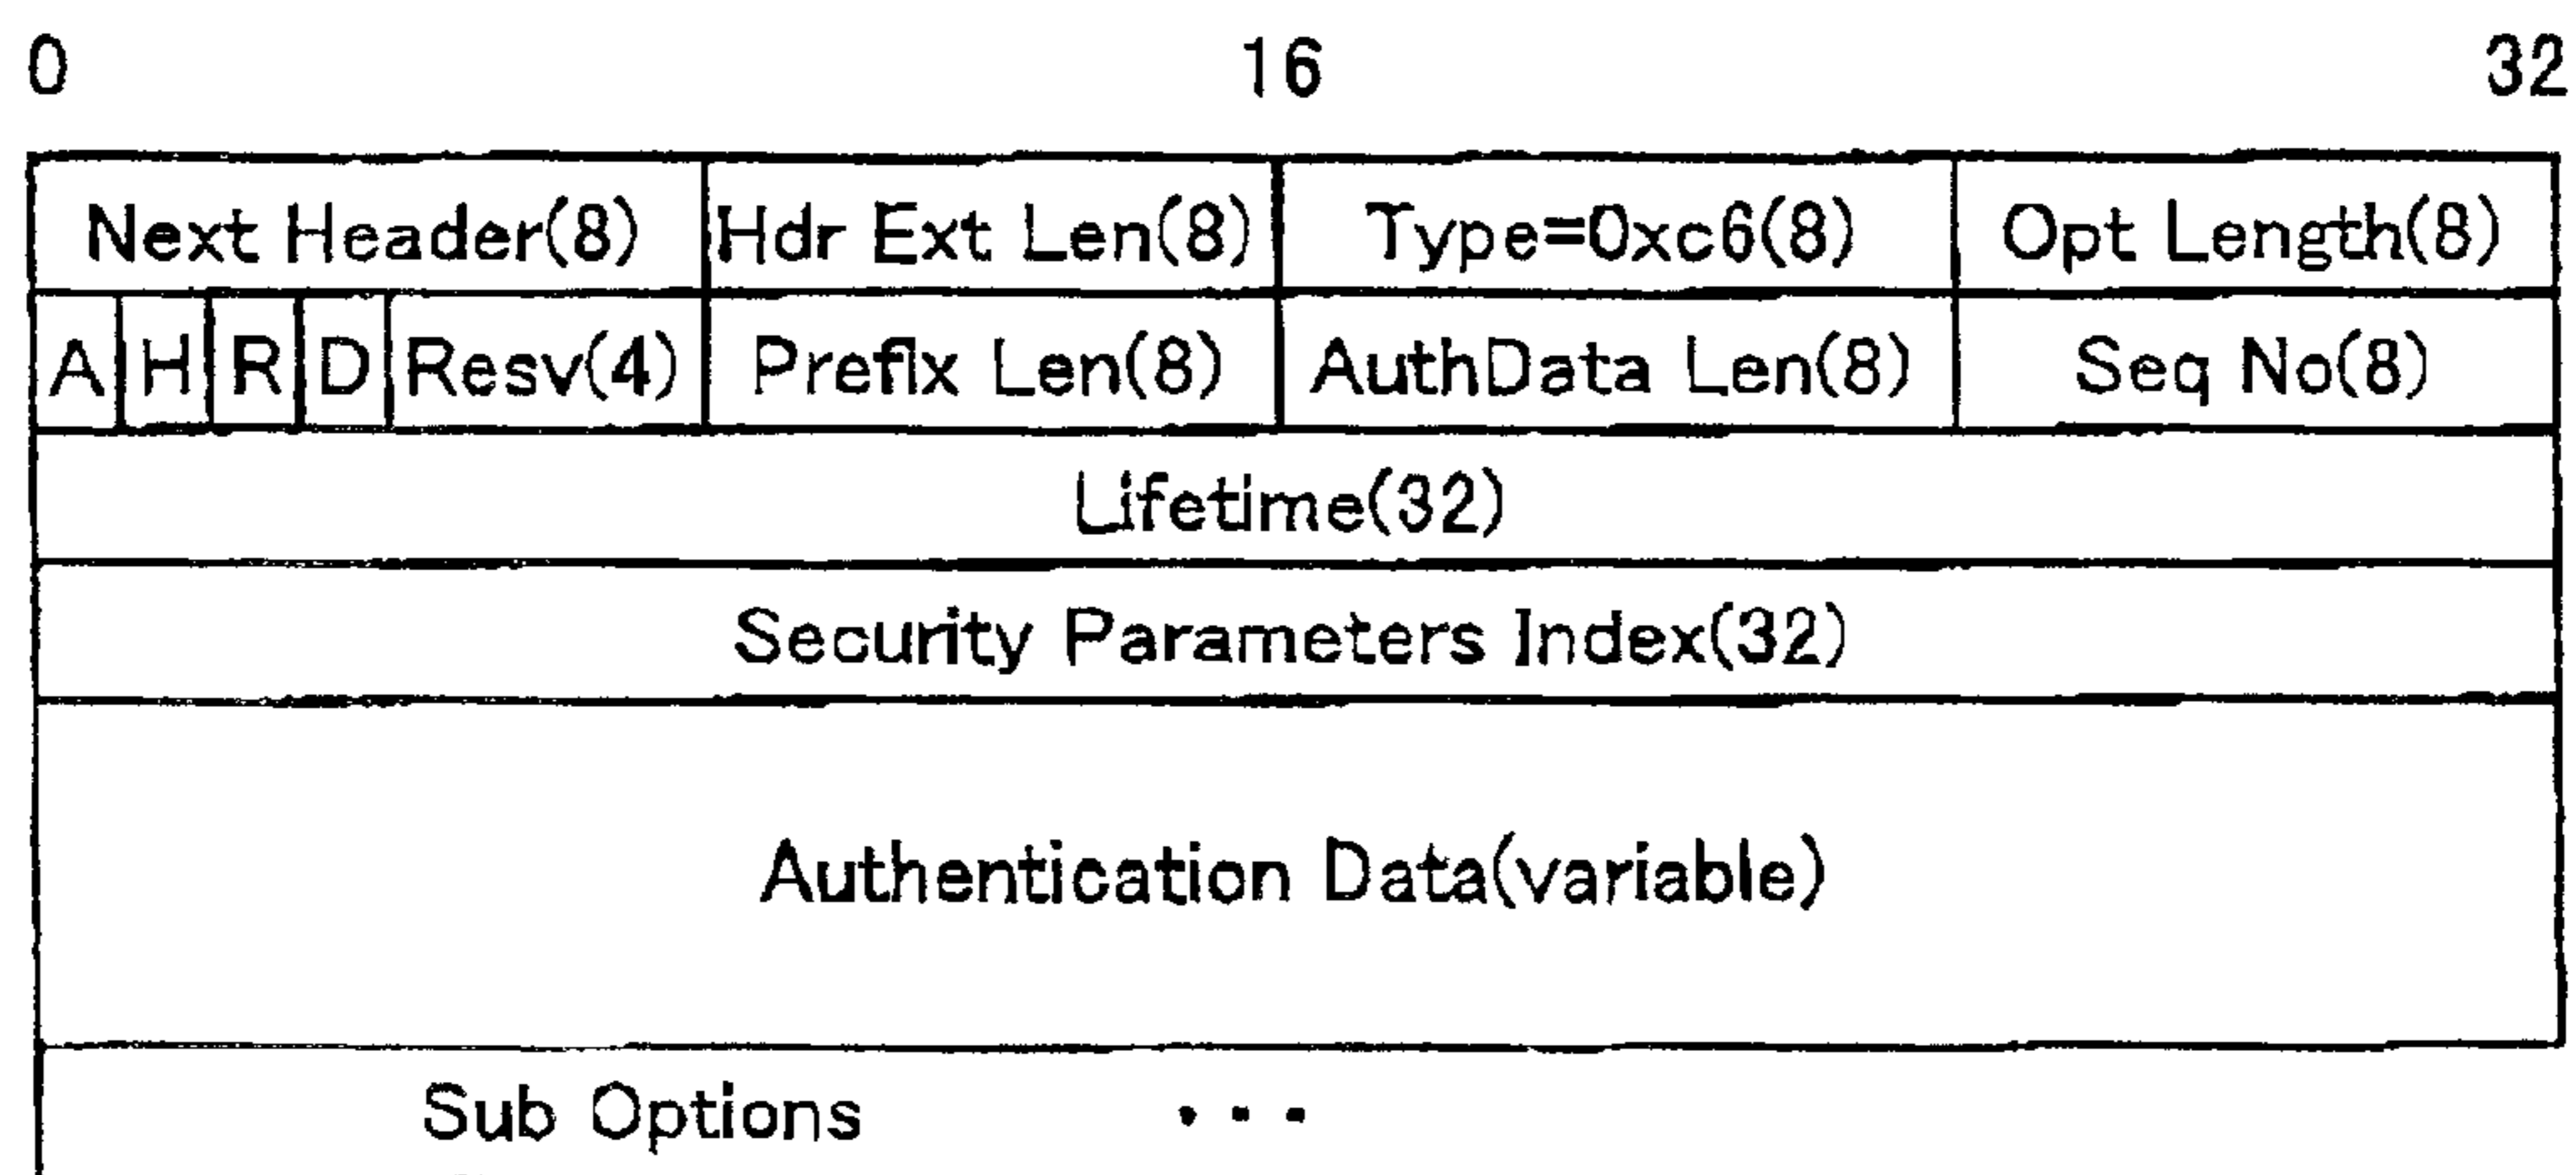 0 16 32
Next Header(8) Hdr Ext Len(8) Type=0xc6(8) Opt Length(8)
A H R D Resv(4) Prefix Len(8) AuthData Len(8) Seq No(8)
Lifetime(32)
Security Parameters Index(32)
Authentication Data(variable)
Sub Options ...